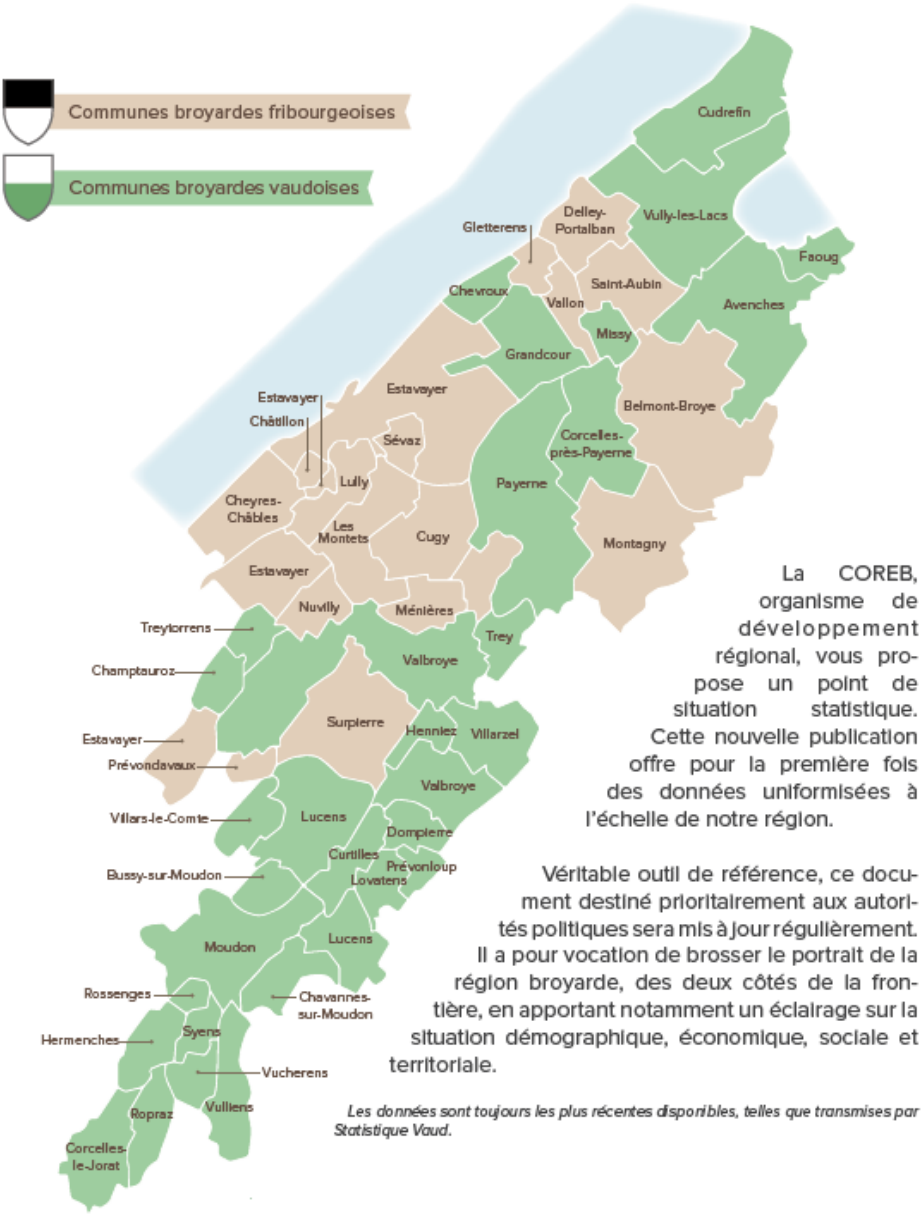 Communes broyardes fribourgeoises
Communes broyardes vaudoises
Cudrefin
Delley-
Portalban
Vully-les-Lacs
Gletterens
Faoug
Saint-Aubin
Chevroux
Vallon
Avenches
Missy
Grandcour
Estavayer
Estavayer
Belmont-Broye
Châtillon
Sévaz
Corcelles-
près-Payerne
Lully
Payerne
Cheyres-
Châbles
Les
Montets
Cugy
Montagny
Estavayer
Nuvilly
Ménières
Treytorrens
Trey
Valbroye
Champtauroz
Surpierre
Henniez
Villarzel
Estavayer
Prévondavaux
Valbroye
Villars-le-Comte
Lucens
Dompierre
Curtilles
Prévonloup
Bussy-sur-Moudon
Lovatens
Lucens
Moudon
Rossenges
Chavannes-
sur-Moudon
Syens
Hermenches
Vucherens
Vulliens
Ropraz
Corcelles-
le-Jorat
La COREB,
organisme de
développement
régional, vous pro-
pose un point de
situation statistique.
Cette nouvelle publication
offre pour la première fois
des données uniformisées à
l'échelle de notre région.
Véritable outil de référence, ce docu-
ment destiné prioritairement aux autori-
tés politiques sera mis à jour régulièrement.
Il a pour vocation de brosser le portrait de la
région broyarde, des deux côtés de la fron-
tière, en apportant notamment un éclairage sur la
situation démographique, économique, sociale et
territoriale.
Les données sont toujours les plus récentes disponibles, telles que transmises par
Statistique Vaud.